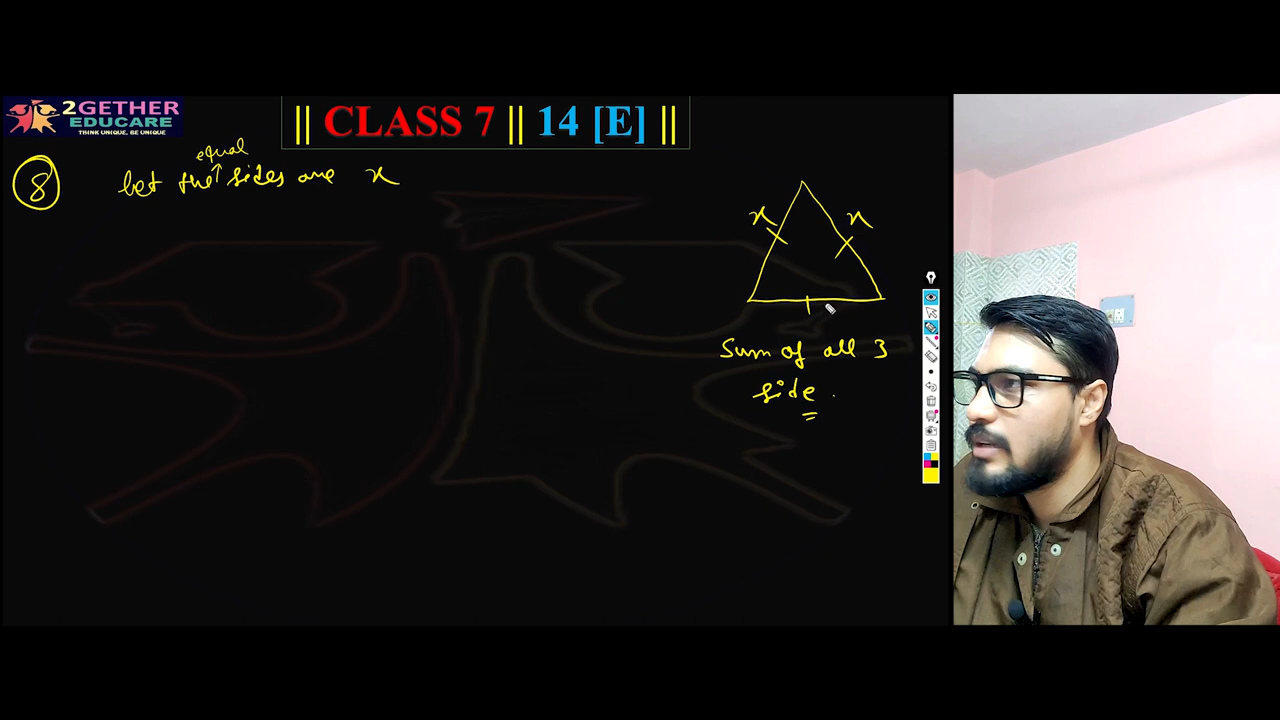 2GETHER
EDUCARE
THINK UNIQUE, BE UNIQUE
|| CLASS 7 || 14 [E] ||
equal
8 let the ↑ sides are x
x x
Sum of all 3
side.